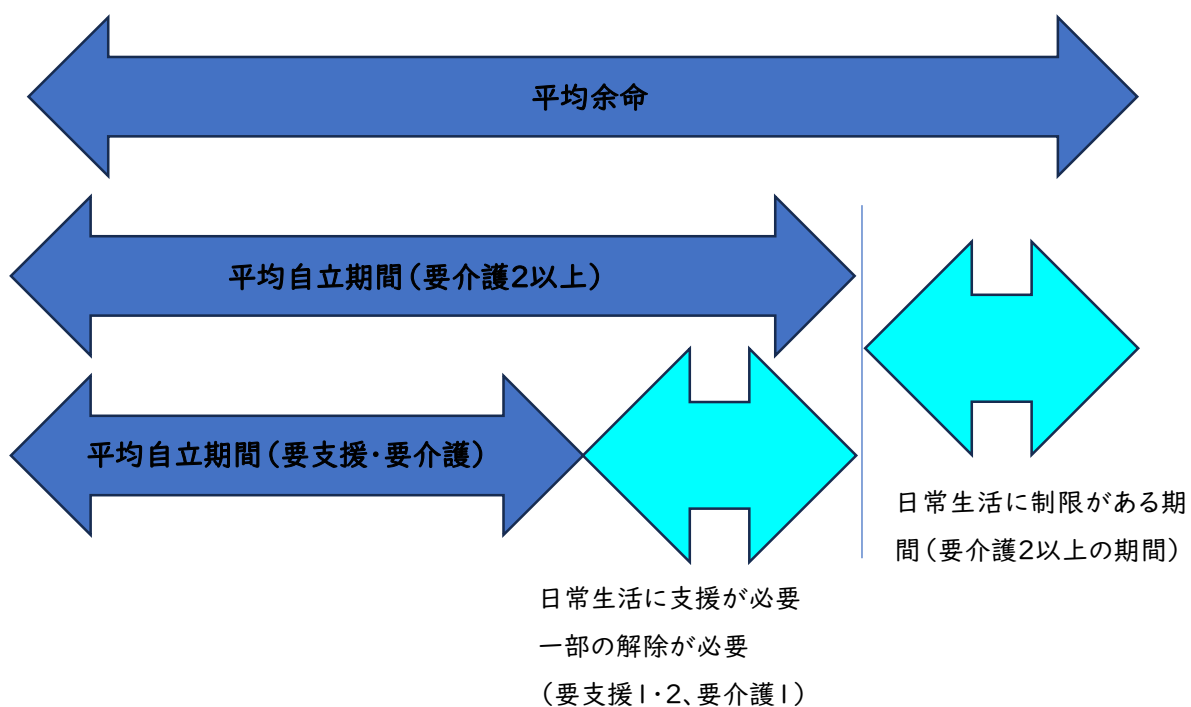 平均余命
平均自立期間（要介護2以上）
平均自立期間（要支援・要介護）
日常生活に制限がある期
間（要介護2以上の期間）
日常生活に支援が必要
一部の解除が必要
（要支援1・2、要介護1）